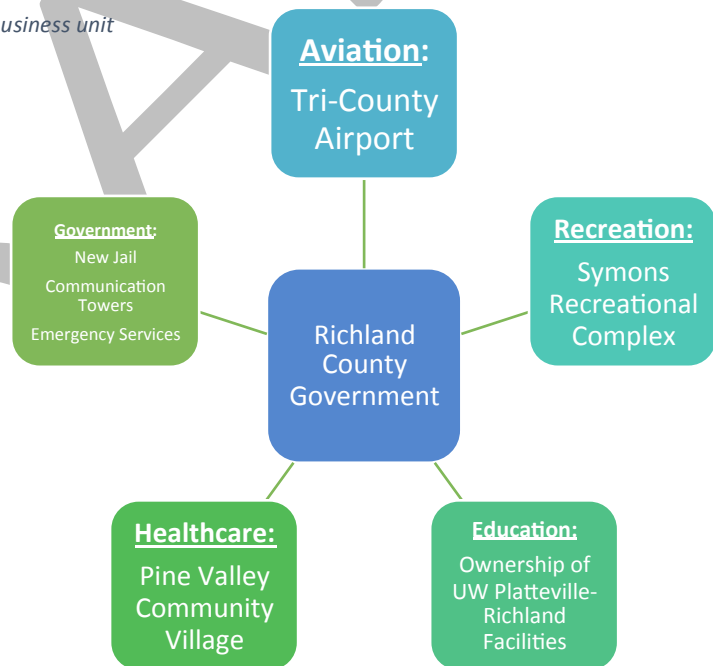 usiness unit
Aviation:
Tri-County
Airport
Government:
New Jail
Communication
Towers
Emergency Services
Recreation:
Symons
Recreational
Complex
Richland
County
Government
Healthcare:
Pine Valley
Community
Village
Education:
Ownership of
UW Platteville-
Richland
Facilities